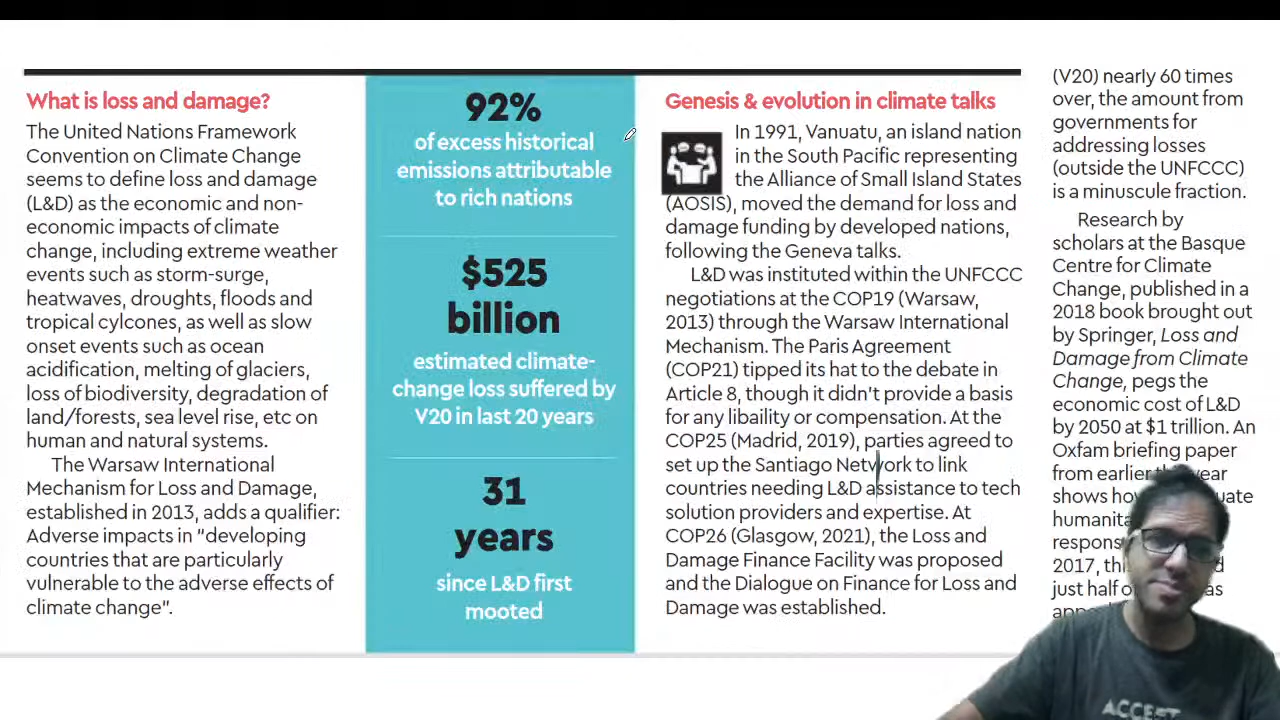 What is loss and damage?
The United Nations Framework
Convention on Climate Change
seems to define loss and damage
(L&D) as the economic and non-
economic impacts of climate
change, including extreme weather
events such as storm-surge,
heatwaves, droughts, floods and
tropical cylcones, as well as slow
onset events such as ocean
acidification, melting of glaciers,
loss of biodiversity, degradation of
land/forests, sea level rise, etc on
human and natural systems.
The Warsaw International
Mechanism for Loss and Damage,
established in 2013, adds a qualifier:
Adverse impacts in "developing
countries that are particularly
vulnerable to the adverse effects of
climate change".
92%
of excess historical
emissions attributable
to rich nations
$525
billion
estimated climate-
change loss suffered by
V20 in last 20 years
31
years
since L&D first
mooted
Genesis & evolution in climate talks
In 1991, Vanuatu, an island nation
in the South Pacific representing
the Alliance of Small Island States
(AOSIS), moved the demand for loss and
damage funding by developed nations,
following the Geneva talks.
L&D was instituted within the UNFCCC
negotiations at the COP19 (Warsaw,
2013) through the Warsaw International
Mechanism. The Paris Agreement
(COP21) tipped its hat to the debate in
Article 8, though it didn't provide a basis
for any libaility or compensation. At the
COP25 (Madrid, 2019), parties agreed to
set up the Santiago Network to link
countries needing L&D assistance to tech
solution providers and expertise. At
COP26 (Glasgow, 2021), the Loss and
Damage Finance Facility was proposed
and the Dialogue on Finance for Loss and
Damage was established.
(V20) nearly 60 times
over, the amount from
governments for
addressing losses
(outside the UNFCCC)
is a minuscule fraction.
Research by
scholars at the Basque
Centre for Climate
Change, published in a
2018 book brought out
by Springer, Loss and
Damage from Climate
Change, pegs the
economic cost of L&D
by 2050 at $1 trillion. An
Oxfam briefing paper
from earlier
shows
2017,
just half
ACCEPT